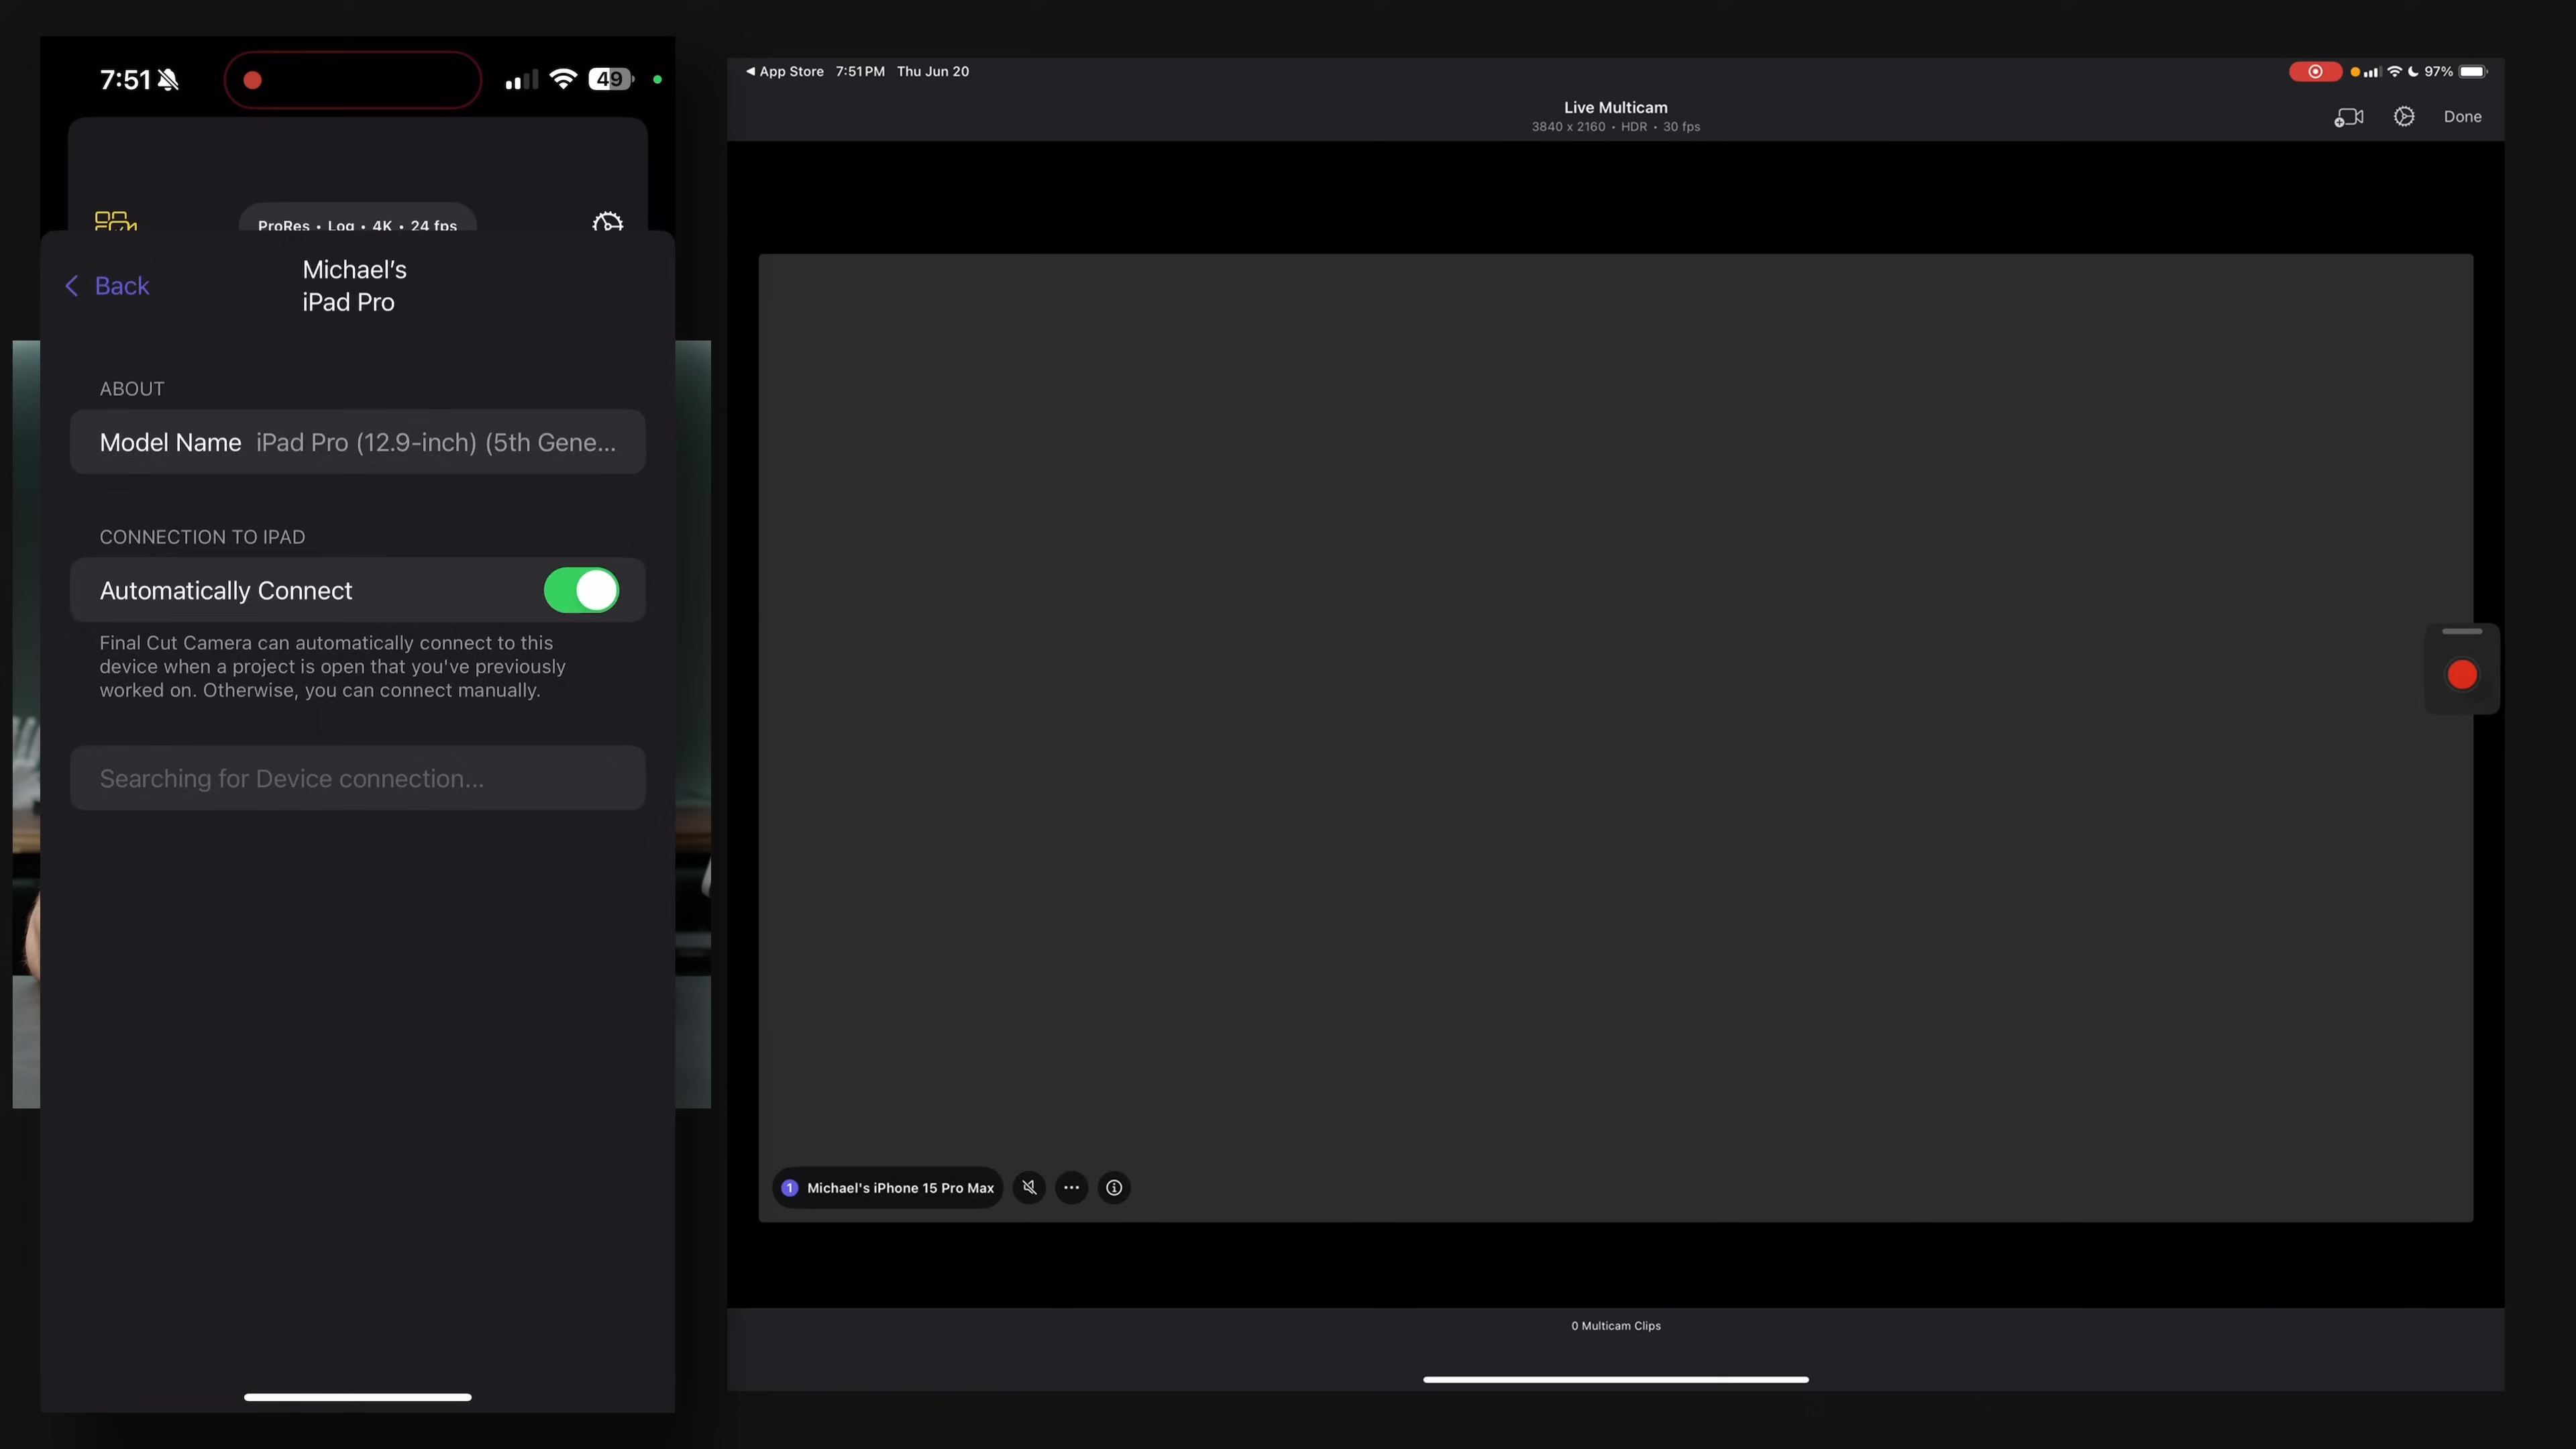 7:51
49
ProRes • Log • 4K • 24 fps
Back
Michael's
iPad Pro
ABOUT
Model Name iPad Pro (12.9-inch) (5th Gene...
CONNECTION TO IPAD
Automatically Connect
Final Cut Camera can automatically connect to this
device when a project is open that you've previously
worked on. Otherwise, you can connect manually.
Searching for Device connection...
App Store 7:51 PM Thu Jun 20
97%
Live Multicam
3840 x 2160 • HDR • 30 fps
Done
1 Michael's iPhone 15 Pro Max
0 Multicam Clips